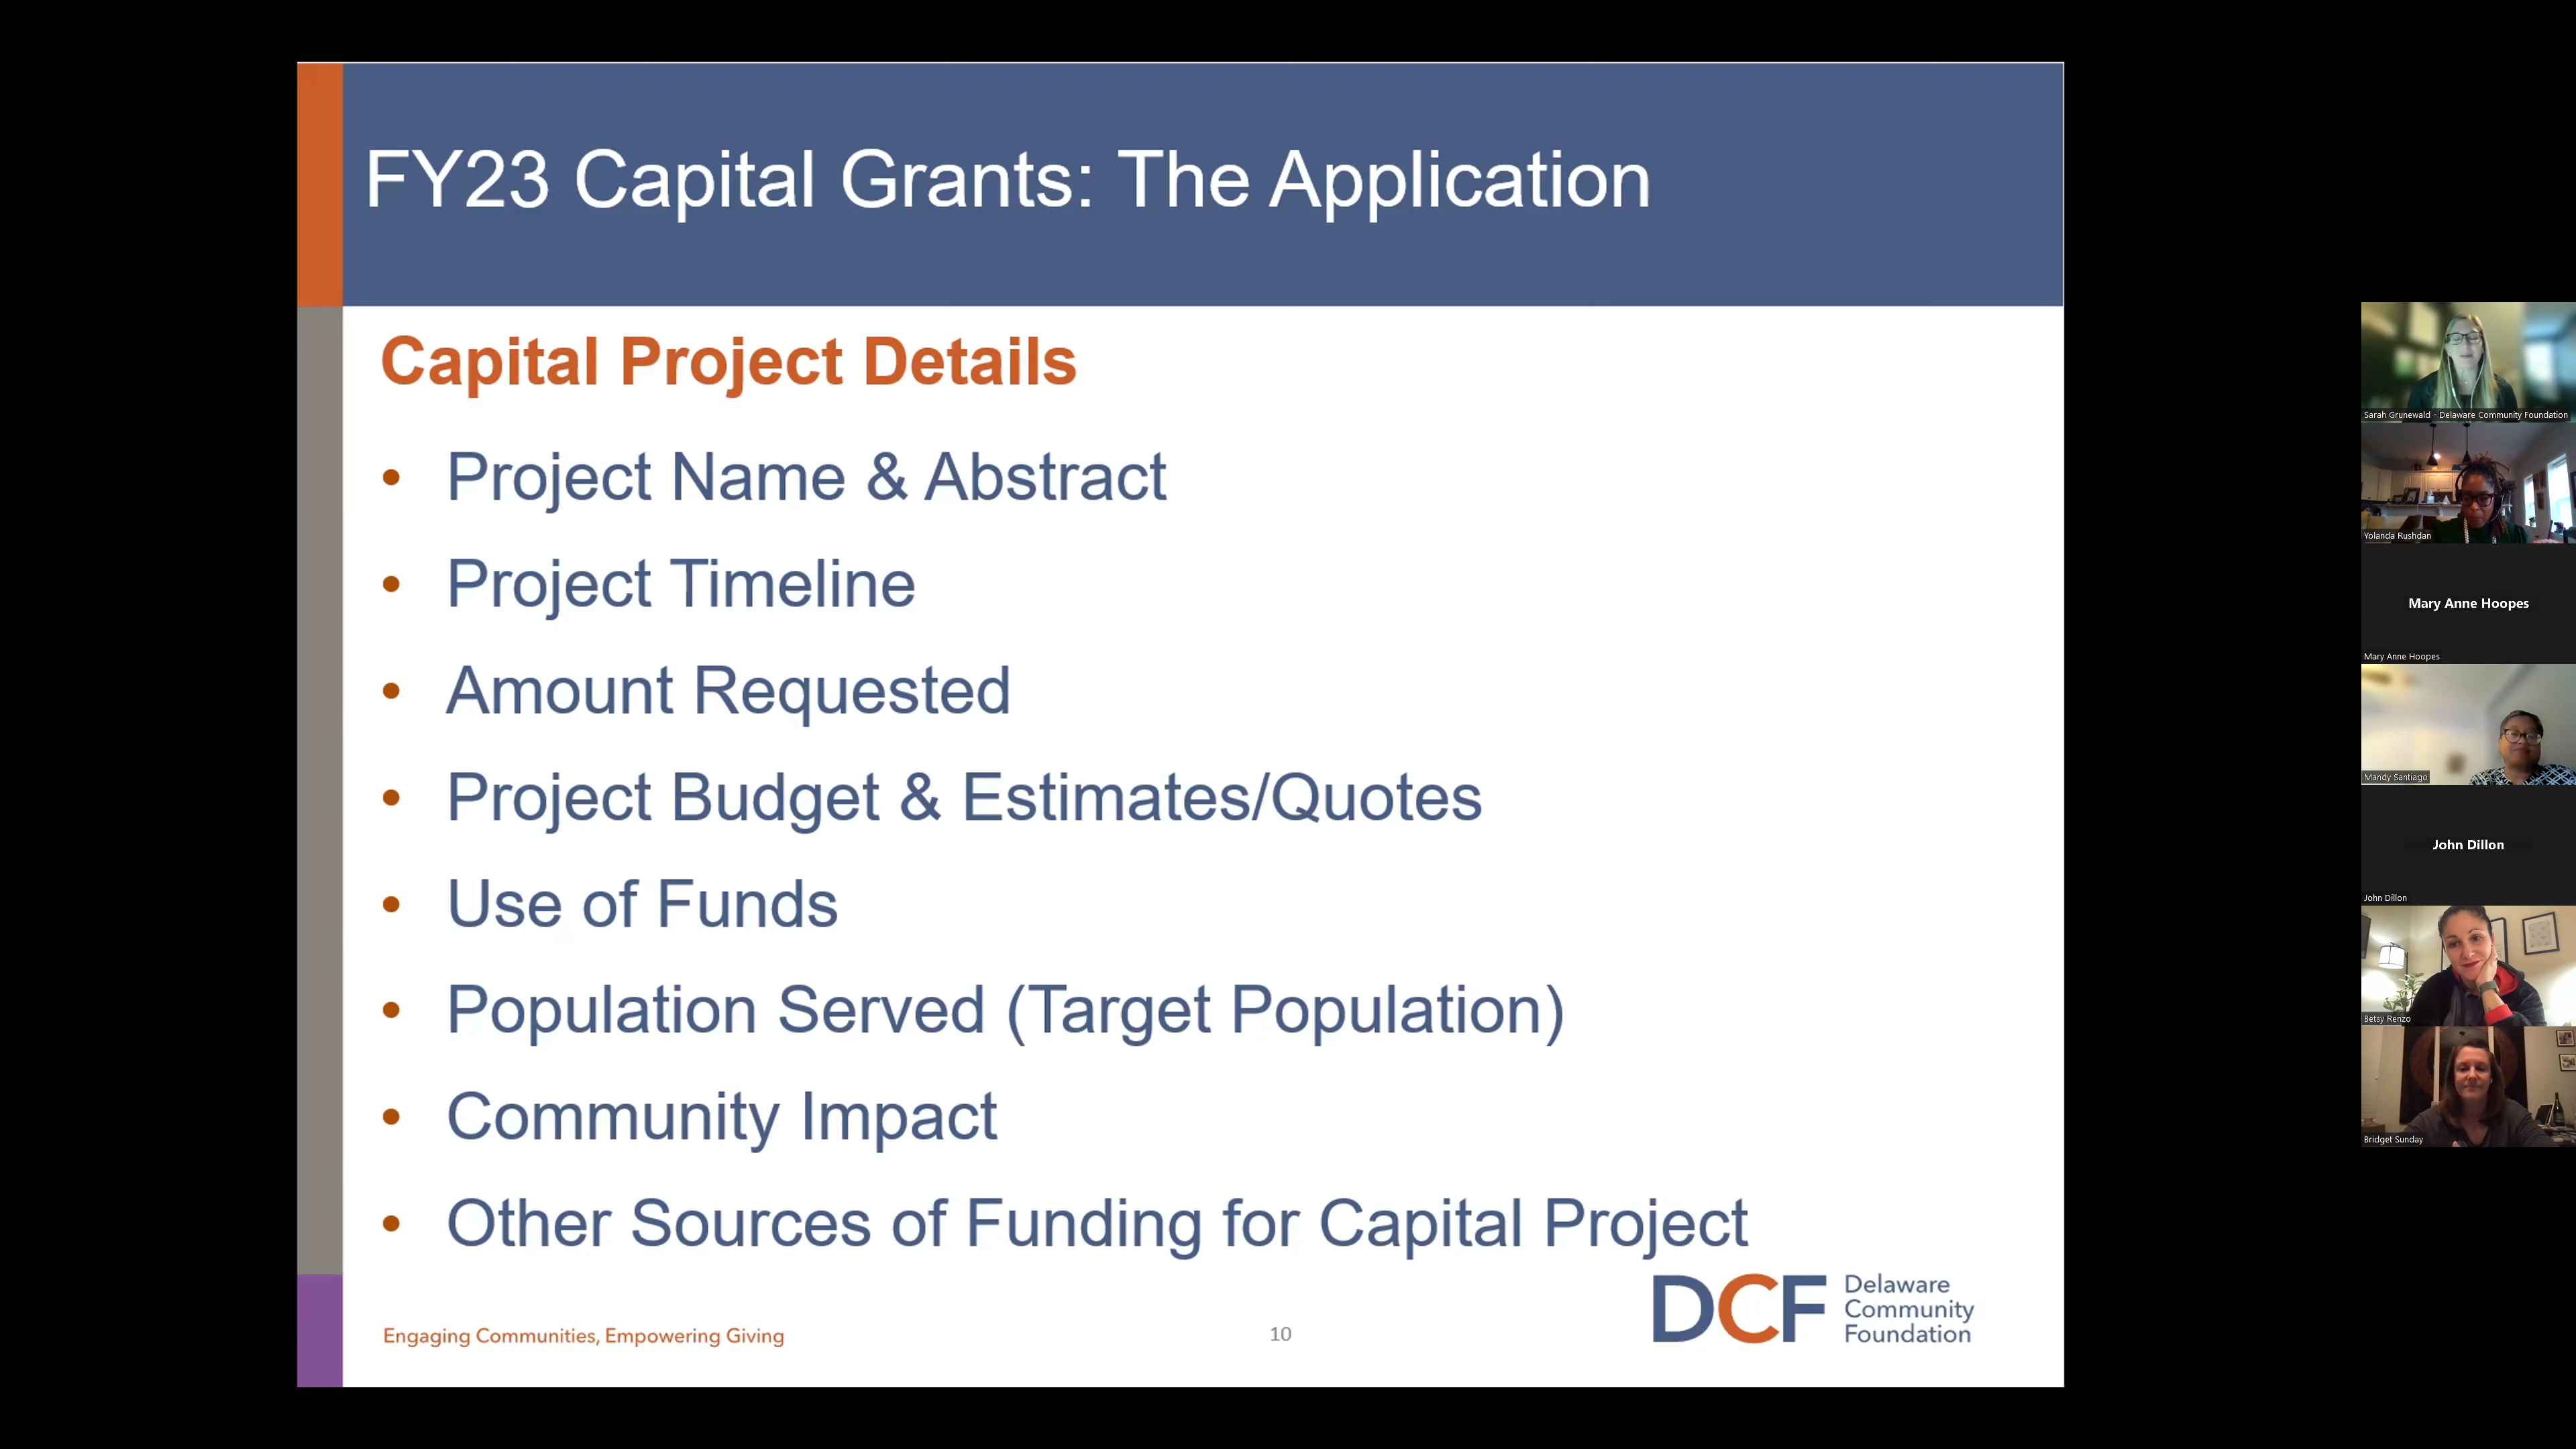 FY23 Capital Grants: The Application
Capital Project Details
• Project Name & Abstract
• Project Timeline
• Amount Requested
• Project Budget & Estimates/Quotes
• Use of Funds
• Population Served (Target Population)
• Community Impact
• Other Sources of Funding for Capital Project
Engaging Communities, Empowering Giving
10
DCF
Delaware
Community
Foundation
Sarah Grunewald - Delaware Community Foundation
Yolanda Rushdan
Mary Anne Hoopes
Mary Anne Hoopes
Mandy Santiago
John Dillon
John Dillon
Betsy Renzo
Bridget Sunday